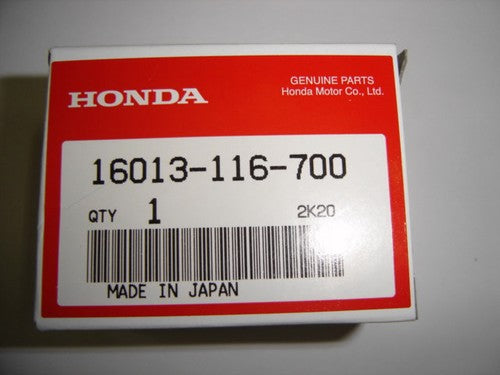 GENUINE PARTS
HONDA
Honda Motor Co., Ltd.
16013-116-700
QTY 1 2K20
MADE IN JAPAN